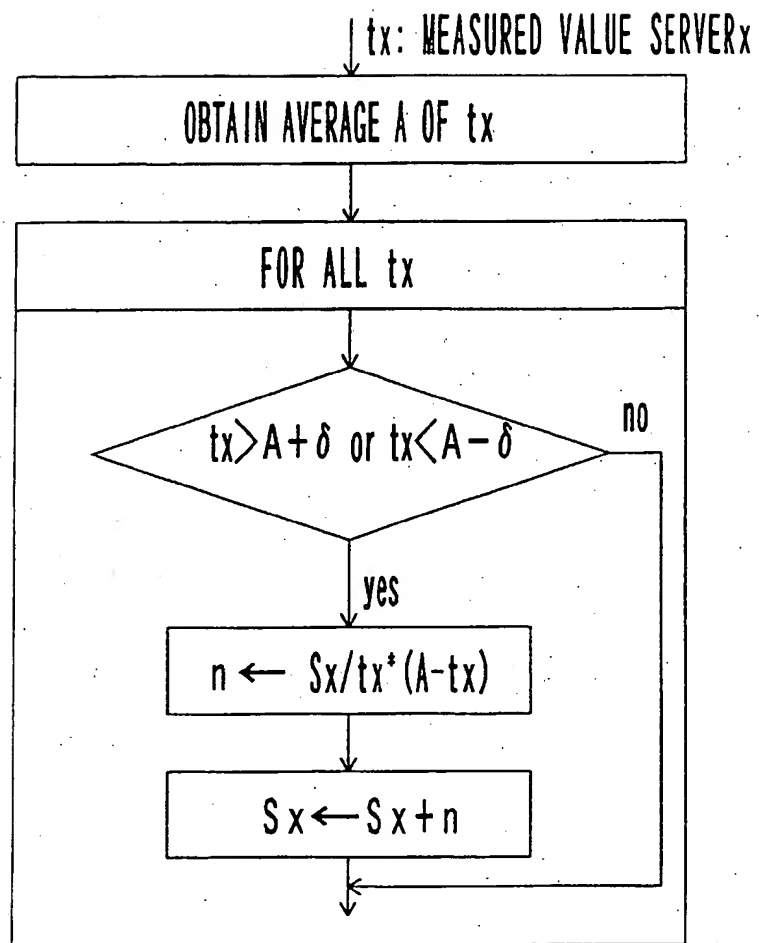 tx: MEASURED VALUE SERVERx
OBTAIN AVERAGE A OF tx
FOR ALL tx
tx>A+δ or tx<A−δ
no
yes
n ← Sx/tx*(A-tx)
Sx←Sx+n